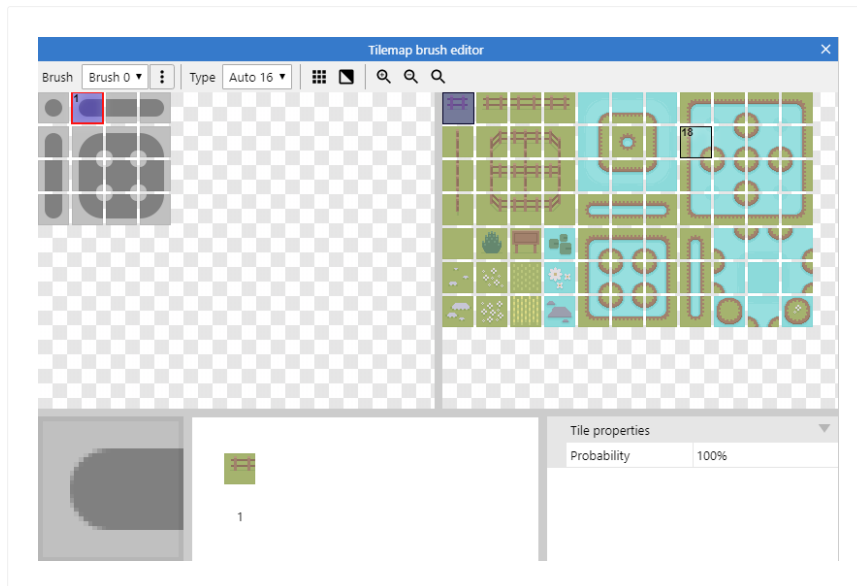 Tilemap brush editor
Brush Brush 0 Type Auto 16
1
18
Tile properties
Probability 100%
1